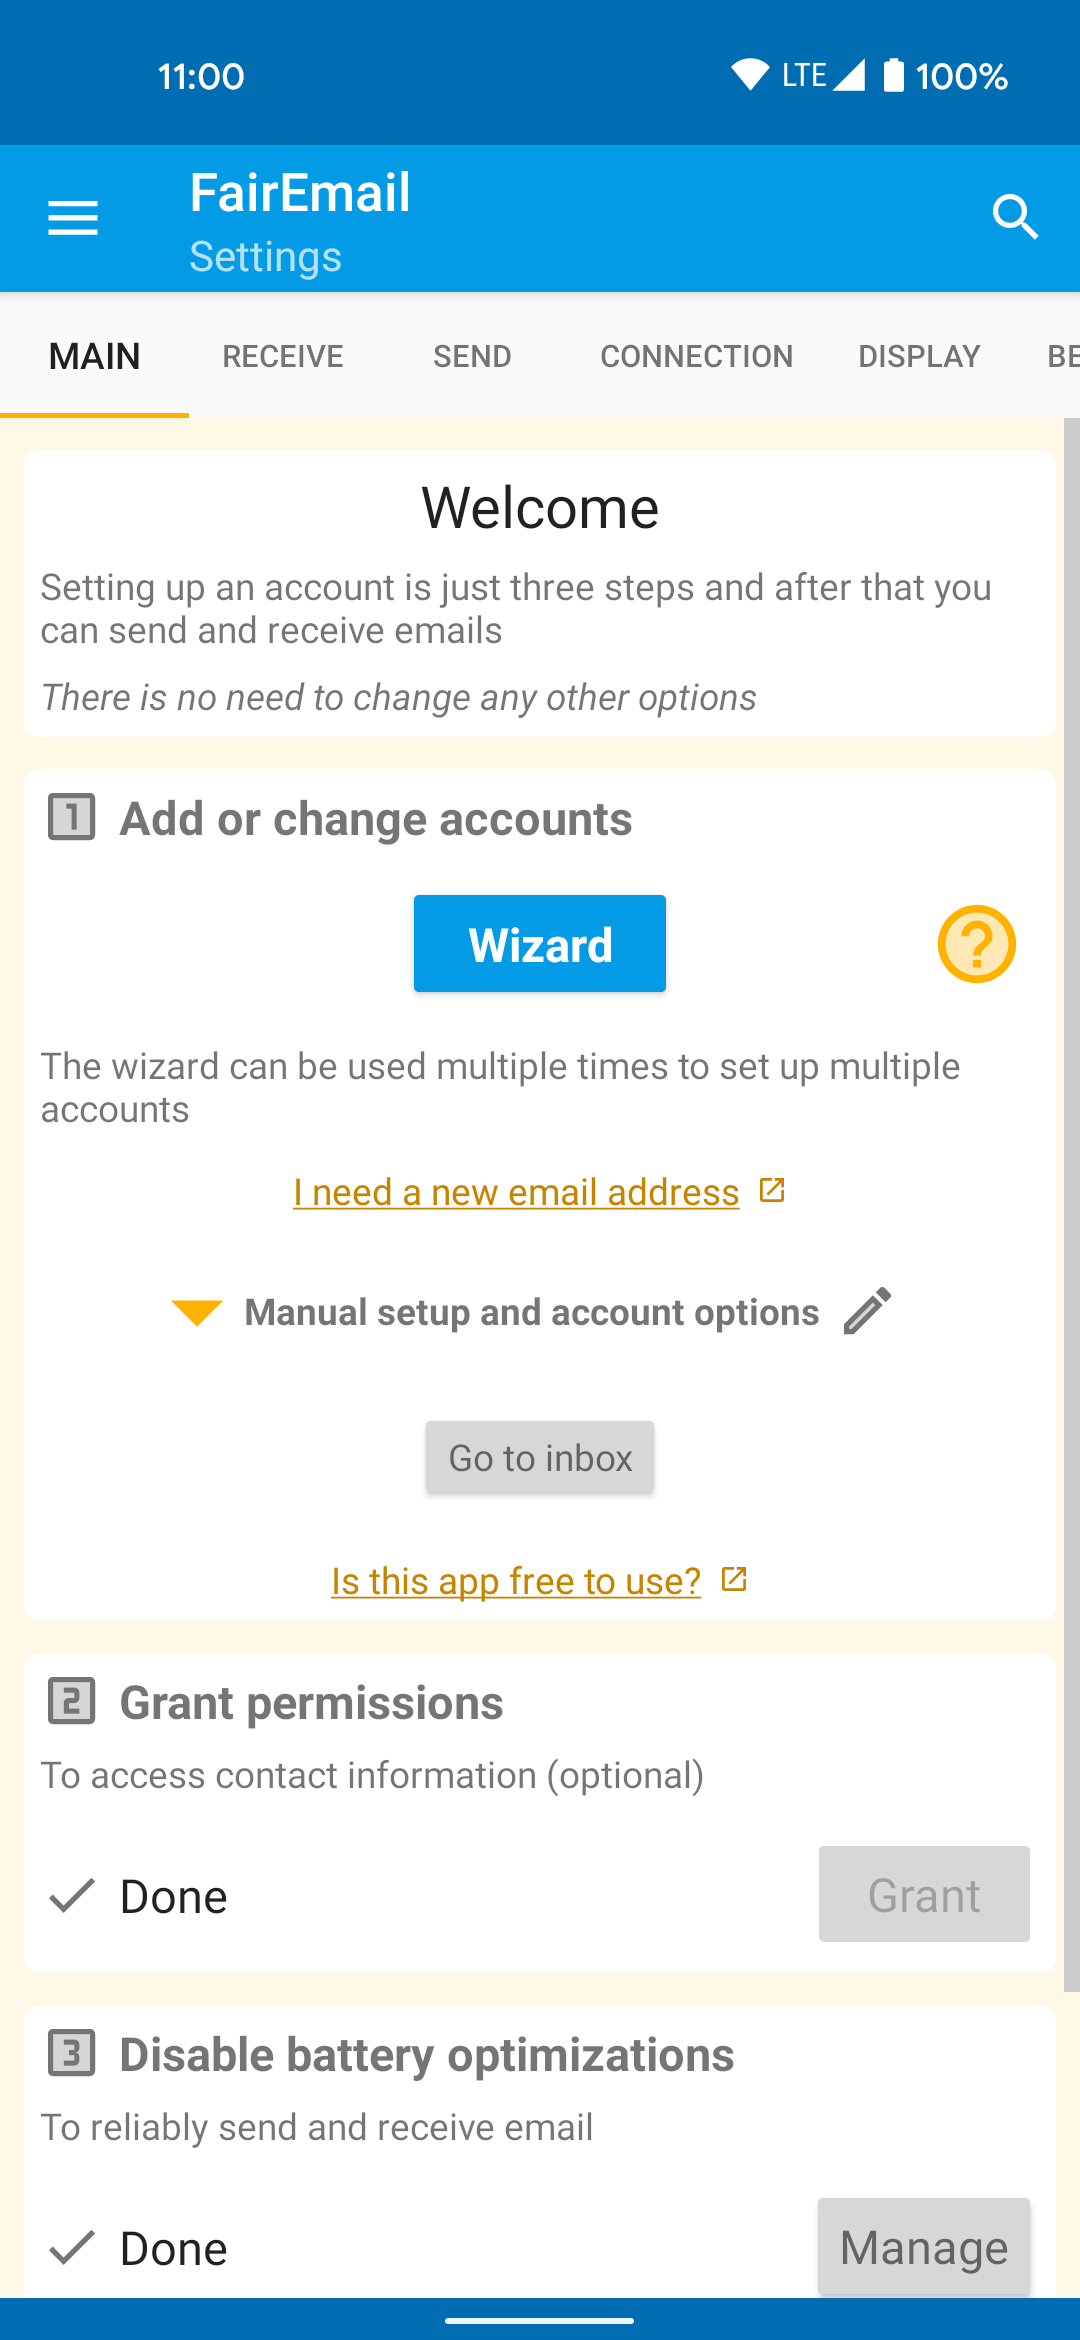 11:00
LTE
100%
FairEmail
Settings
MAIN
RECEIVE
SEND
CONNECTION
DISPLAY
BE
Welcome
Setting up an account is just three steps and after that you
can send and receive emails
There is no need to change any other options
1 Add or change accounts
Wizard
?
The wizard can be used multiple times to set up multiple
accounts
I need a new email address
Manual setup and account options
Go to inbox
Is this app free to use?
2 Grant permissions
To access contact information (optional)
Done
Grant
3 Disable battery optimizations
To reliably send and receive email
Done
Manage